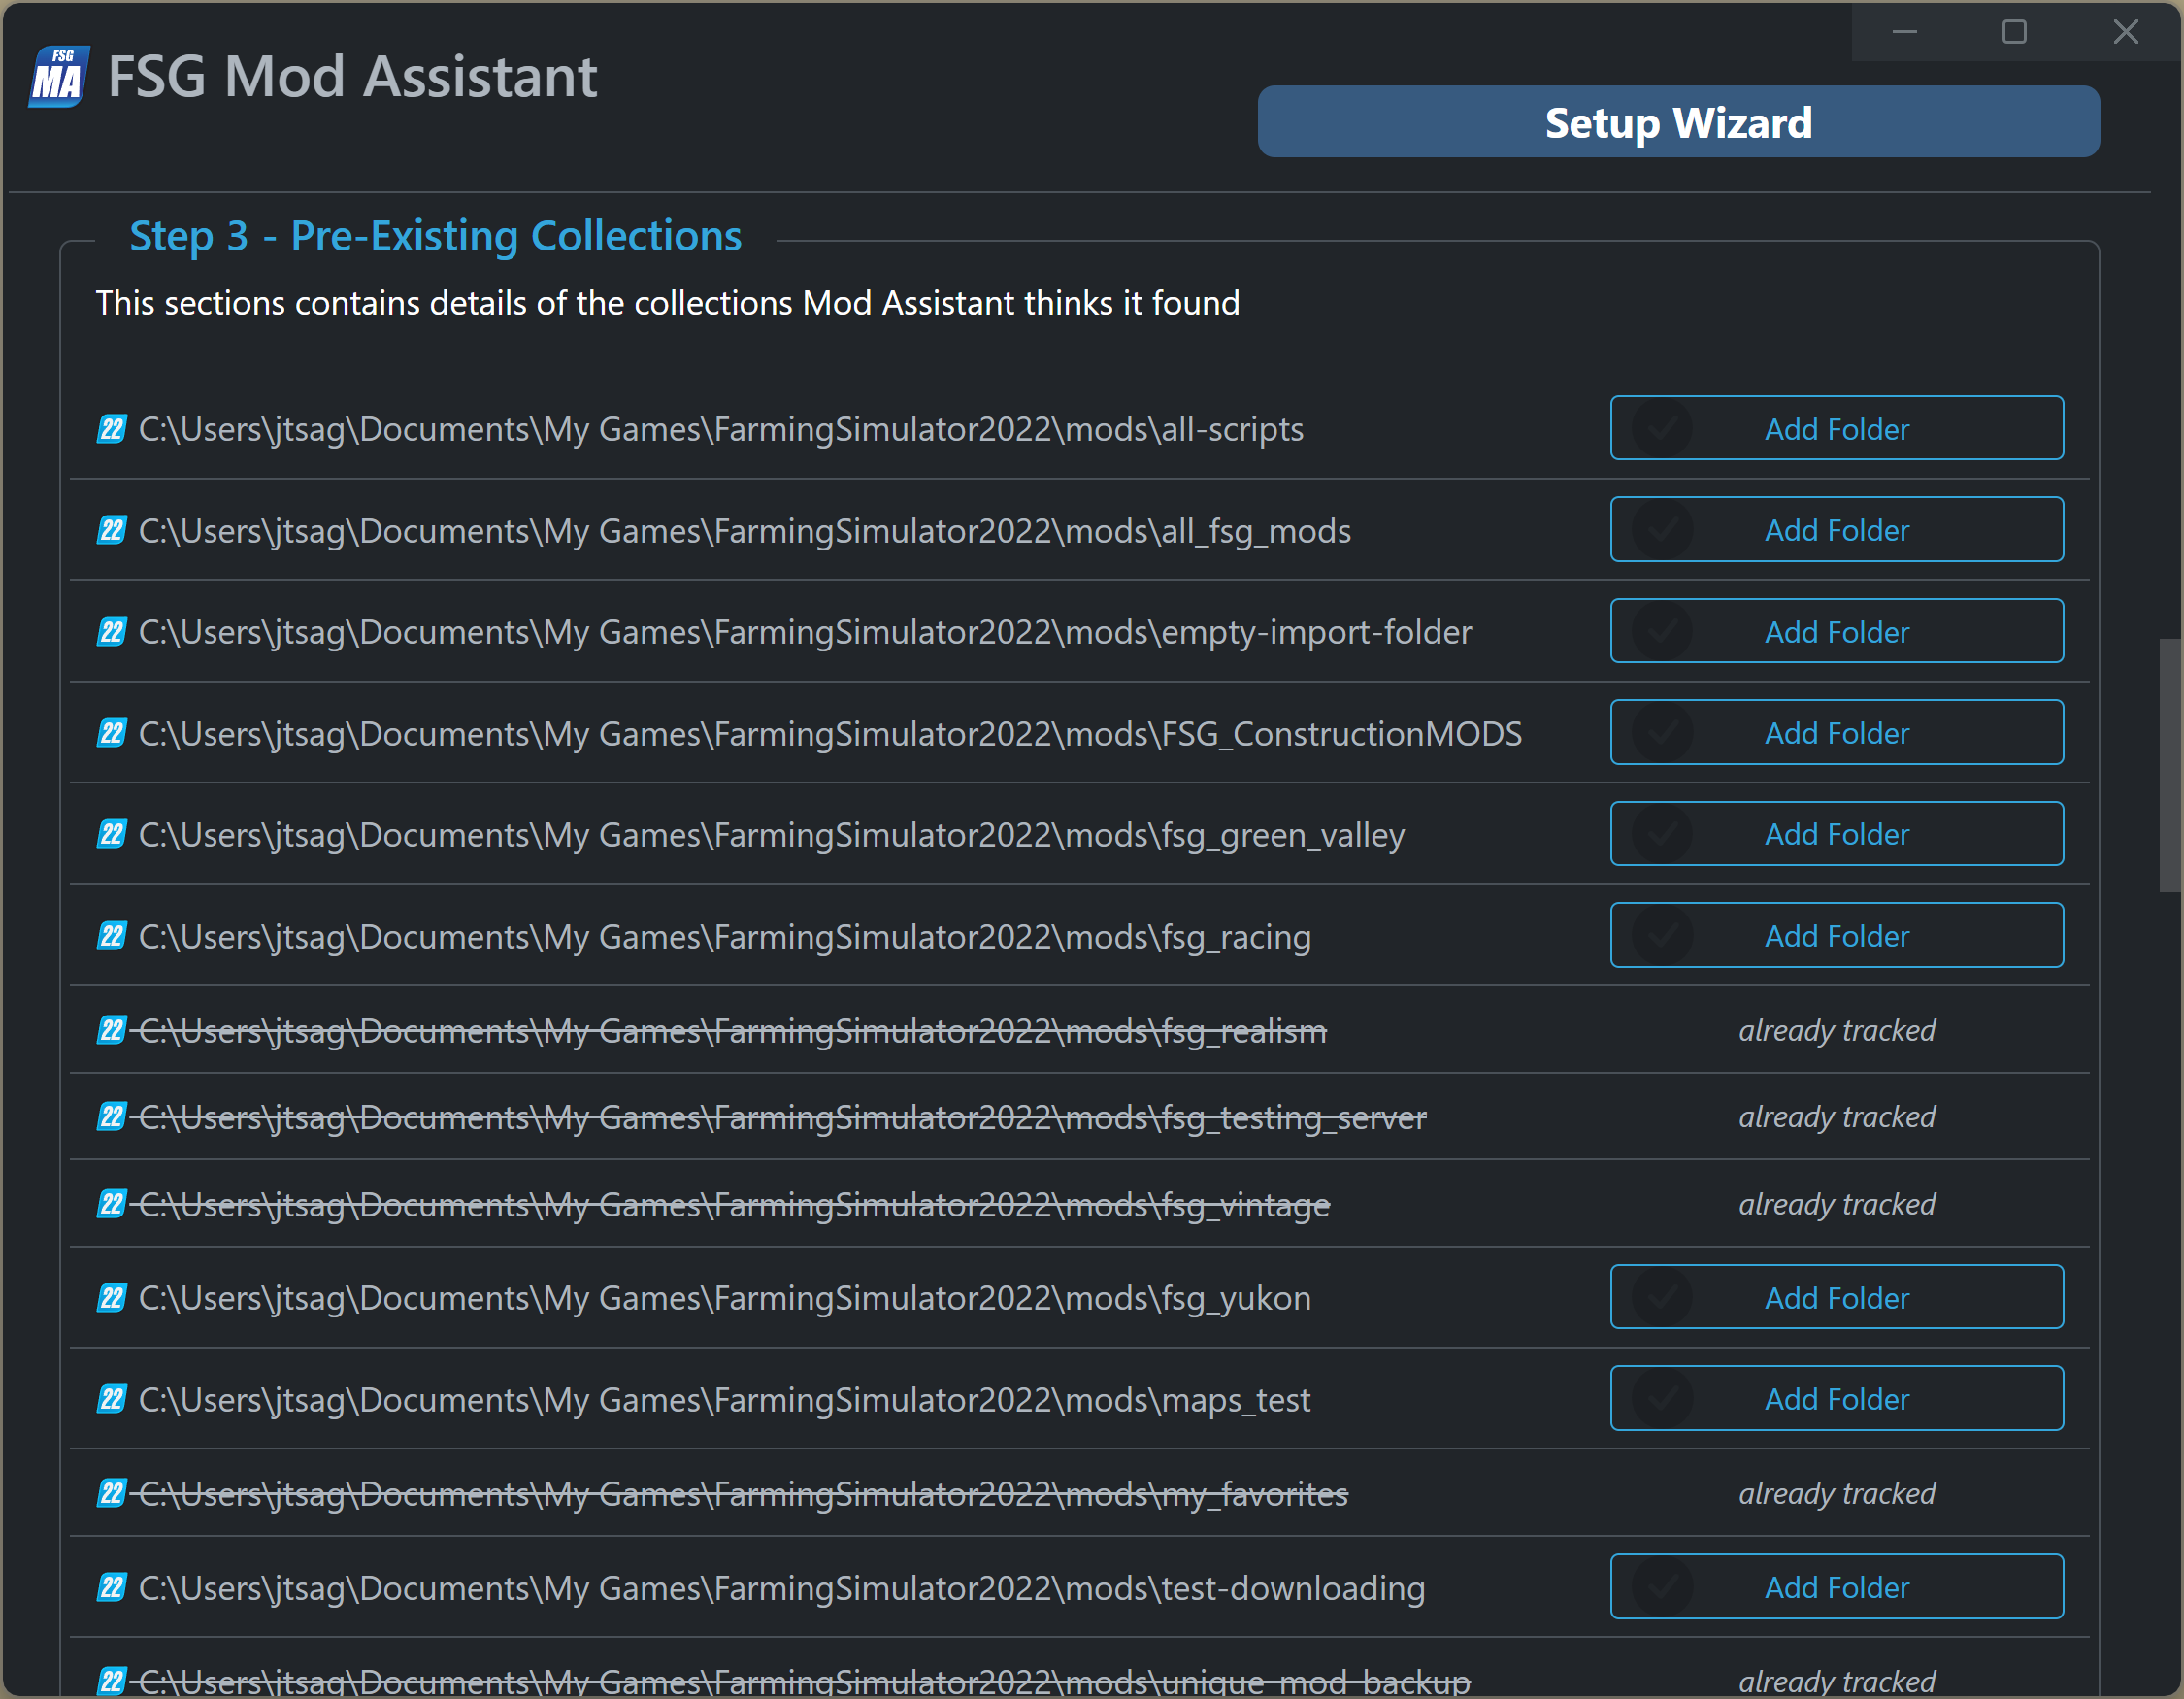 FSG
MA
FSG Mod Assistant
Setup Wizard
Step 3 - Pre-Existing Collections
This sections contains details of the collections Mod Assistant thinks it found
22 C:\Users\jtsag\Documents\My Games\FarmingSimulator2022\mods\all-scripts Add Folder
22 C:\Users\jtsag\Documents\My Games\FarmingSimulator2022\mods\all_fsg_mods Add Folder
22 C:\Users\jtsag\Documents\My Games\FarmingSimulator2022\mods\empty-import-folder Add Folder
22 C:\Users\jtsag\Documents\My Games\FarmingSimulator2022\mods\FSG_ConstructionMODS Add Folder
22 C:\Users\jtsag\Documents\My Games\FarmingSimulator2022\mods\fsg_green_valley Add Folder
22 C:\Users\jtsag\Documents\My Games\FarmingSimulator2022\mods\fsg_racing Add Folder
22 C:\Users\jtsag\Documents\My Games\FarmingSimulator2022\mods\fsg_realism already tracked
22 C:\Users\jtsag\Documents\My Games\FarmingSimulator2022\mods\fsg_testing_server already tracked
22 C:\Users\jtsag\Documents\My Games\FarmingSimulator2022\mods\fsg_vintage already tracked
22 C:\Users\jtsag\Documents\My Games\FarmingSimulator2022\mods\fsg_yukon Add Folder
22 C:\Users\jtsag\Documents\My Games\FarmingSimulator2022\mods\maps_test Add Folder
22 C:\Users\jtsag\Documents\My Games\FarmingSimulator2022\mods\my_favorites already tracked
22 C:\Users\jtsag\Documents\My Games\FarmingSimulator2022\mods\test-downloading Add Folder
22 C:\Users\jtsag\Documents\My Games\FarmingSimulator2022\mods\unique_mod_backup already tracked